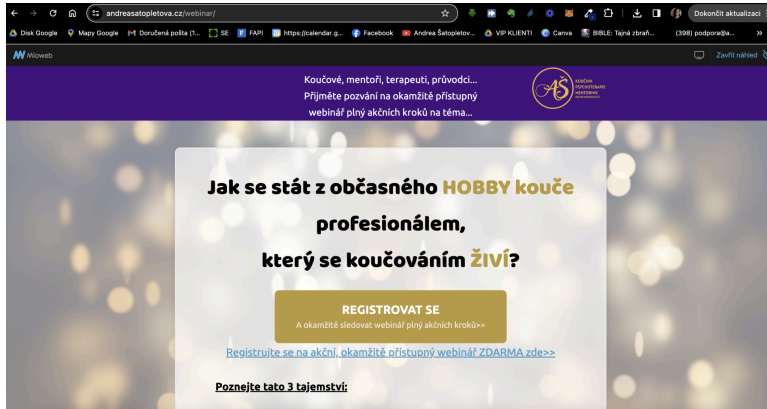 andreasatopletova.cz/webinar/
Dokončit aktualizaci
Disk Google
Mapy Google
Doručená pošta (1...
SE
FAPI
https://calendar.g...
Facebook
Andrea Šatopletov...
VIP KLIENTI
Canva
BIBLE: Tajná zbraň...
(398) podpora@a...
»
Mioweb
Zavřít náhled
Koučové, mentoři, terapeuti, průvodci...
Přijměte pozvání na okamžitě přístupný
webinář plný akčních kroků na téma...
AŠ
KOUČINK
PSYCHOTERAPIE
MENTORINK
Jak se stát z občasného HOBBY kouče
profesionálem,
který se koučováním ŽIVÍ?
REGISTROVAT SE
A okamžitě sledovat webinář plný akčních kroků>>
Registrujte se na akční, okamžitě přístupný webinář ZDARMA zde>>
Poznejte tato 3 tajemství: